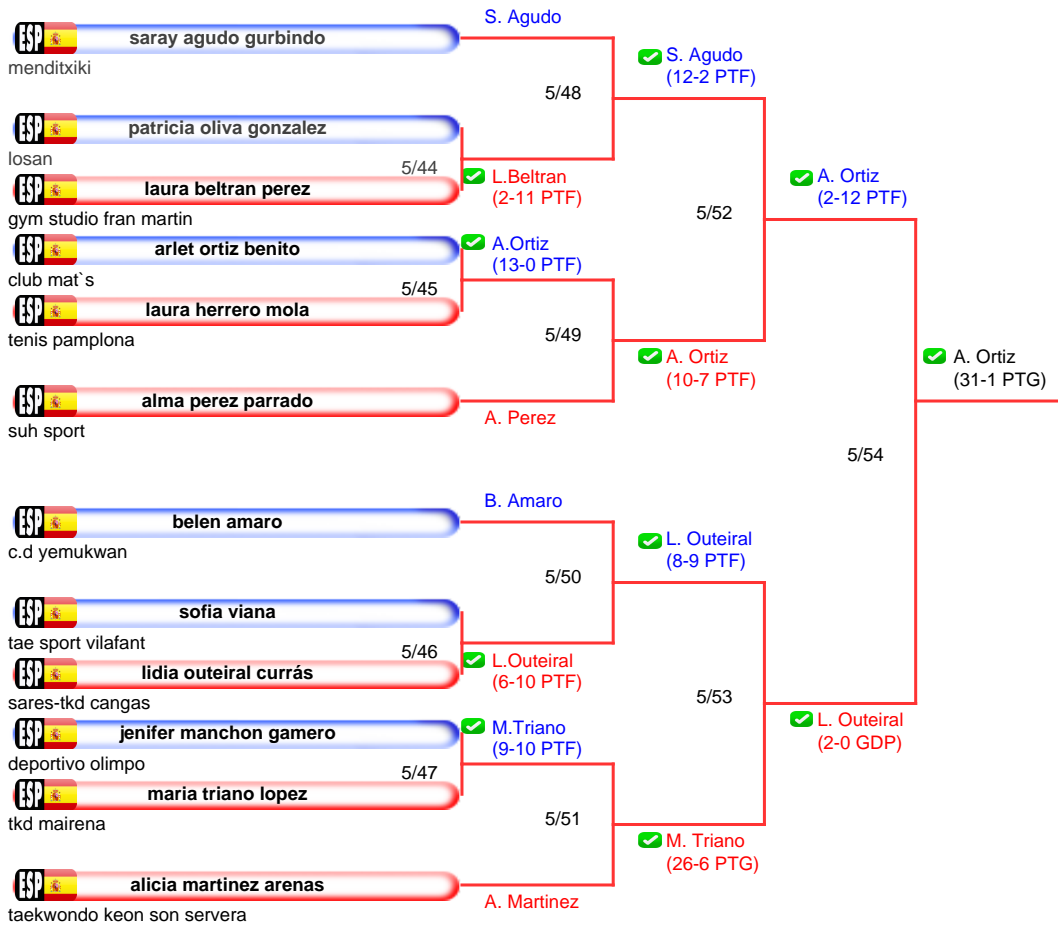 S. Agudo
ESP saray agudo gurbindo
menditxiki
S. Agudo
(12-2 PTF)
5/48
ESP patricia oliva gonzalez
losan
5/44
L.Beltran
(2-11 PTF)
ESP laura beltran perez
gym studio fran martin
A. Ortiz
(2-12 PTF)
5/52
ESP arlet ortiz benito
club mat`s
A.Ortiz
(13-0 PTF)
5/45
ESP laura herrero mola
tenis pamplona
5/49
A. Ortiz
(10-7 PTF)
A. Ortiz
(31-1 PTG)
ESP alma perez parrado
suh sport
A. Perez
5/54
B. Amaro
ESP belen amaro
c.d yemukwan
L. Outeiral
(8-9 PTF)
5/50
ESP sofia viana
tae sport vilafant
5/46
L.Outeiral
(6-10 PTF)
ESP lidia outeiral currás
sares-tkd cangas
5/53
L. Outeiral
(2-0 GDP)
ESP jenifer manchon gamero
deportivo olimpo
M.Triano
(9-10 PTF)
5/47
ESP maria triano lopez
tkd mairena
5/51
M. Triano
(26-6 PTG)
ESP alicia martinez arenas
taekwondo keon son servera
A. Martinez